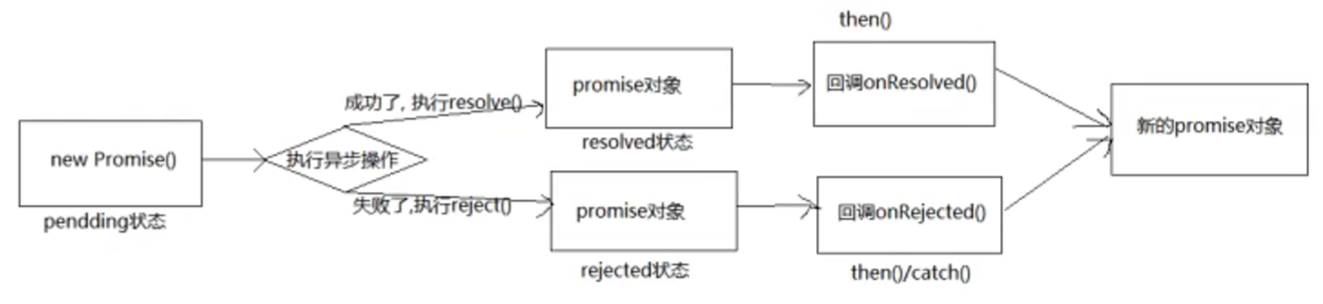 then()
promise对象
回调onResolved()
成功了, 执行resolve()
新的promise对象
resolved状态
new Promise()
执行异步操作
失败了,执行reject()
promise对象
回调onRejected()
pendding状态
rejected状态
then()/catch()